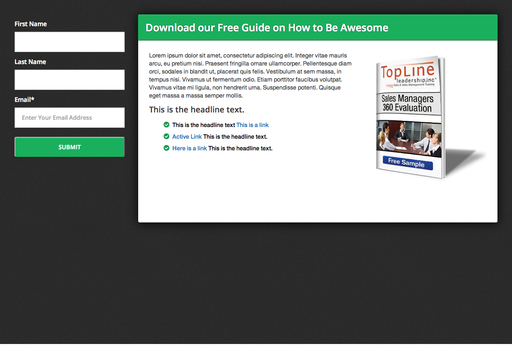 First Name
Last Name
Email*
Enter Your Email Address
SUBMIT
Download our Free Guide on How to Be Awesome
Lorem ipsum dolor sit amet, consectetur adipiscing elit. Integer vitae mauris
arcu, eu pretium nisi. Praesent fringilla ornare ullamcorper. Pellentesque diam
orci, sodales in blandit ut, placerat quis felis. Vestibulum at sem massa, in
tempus nisi. Vivamus ut fermentum odio. Etiam porttitor faucibus volutpat.
Vivamus vitae mi ligula, non hendrerit urna. Suspendisse potenti. Quisque
eget massa a massa semper mollis.
This is the headline text.
This is the headline text This is a link
Active Link This is the headline text.
Here is a link This is the headline text.
TopLine
leadership,inc
Sales Managers
360 Evaluation
Free Sample